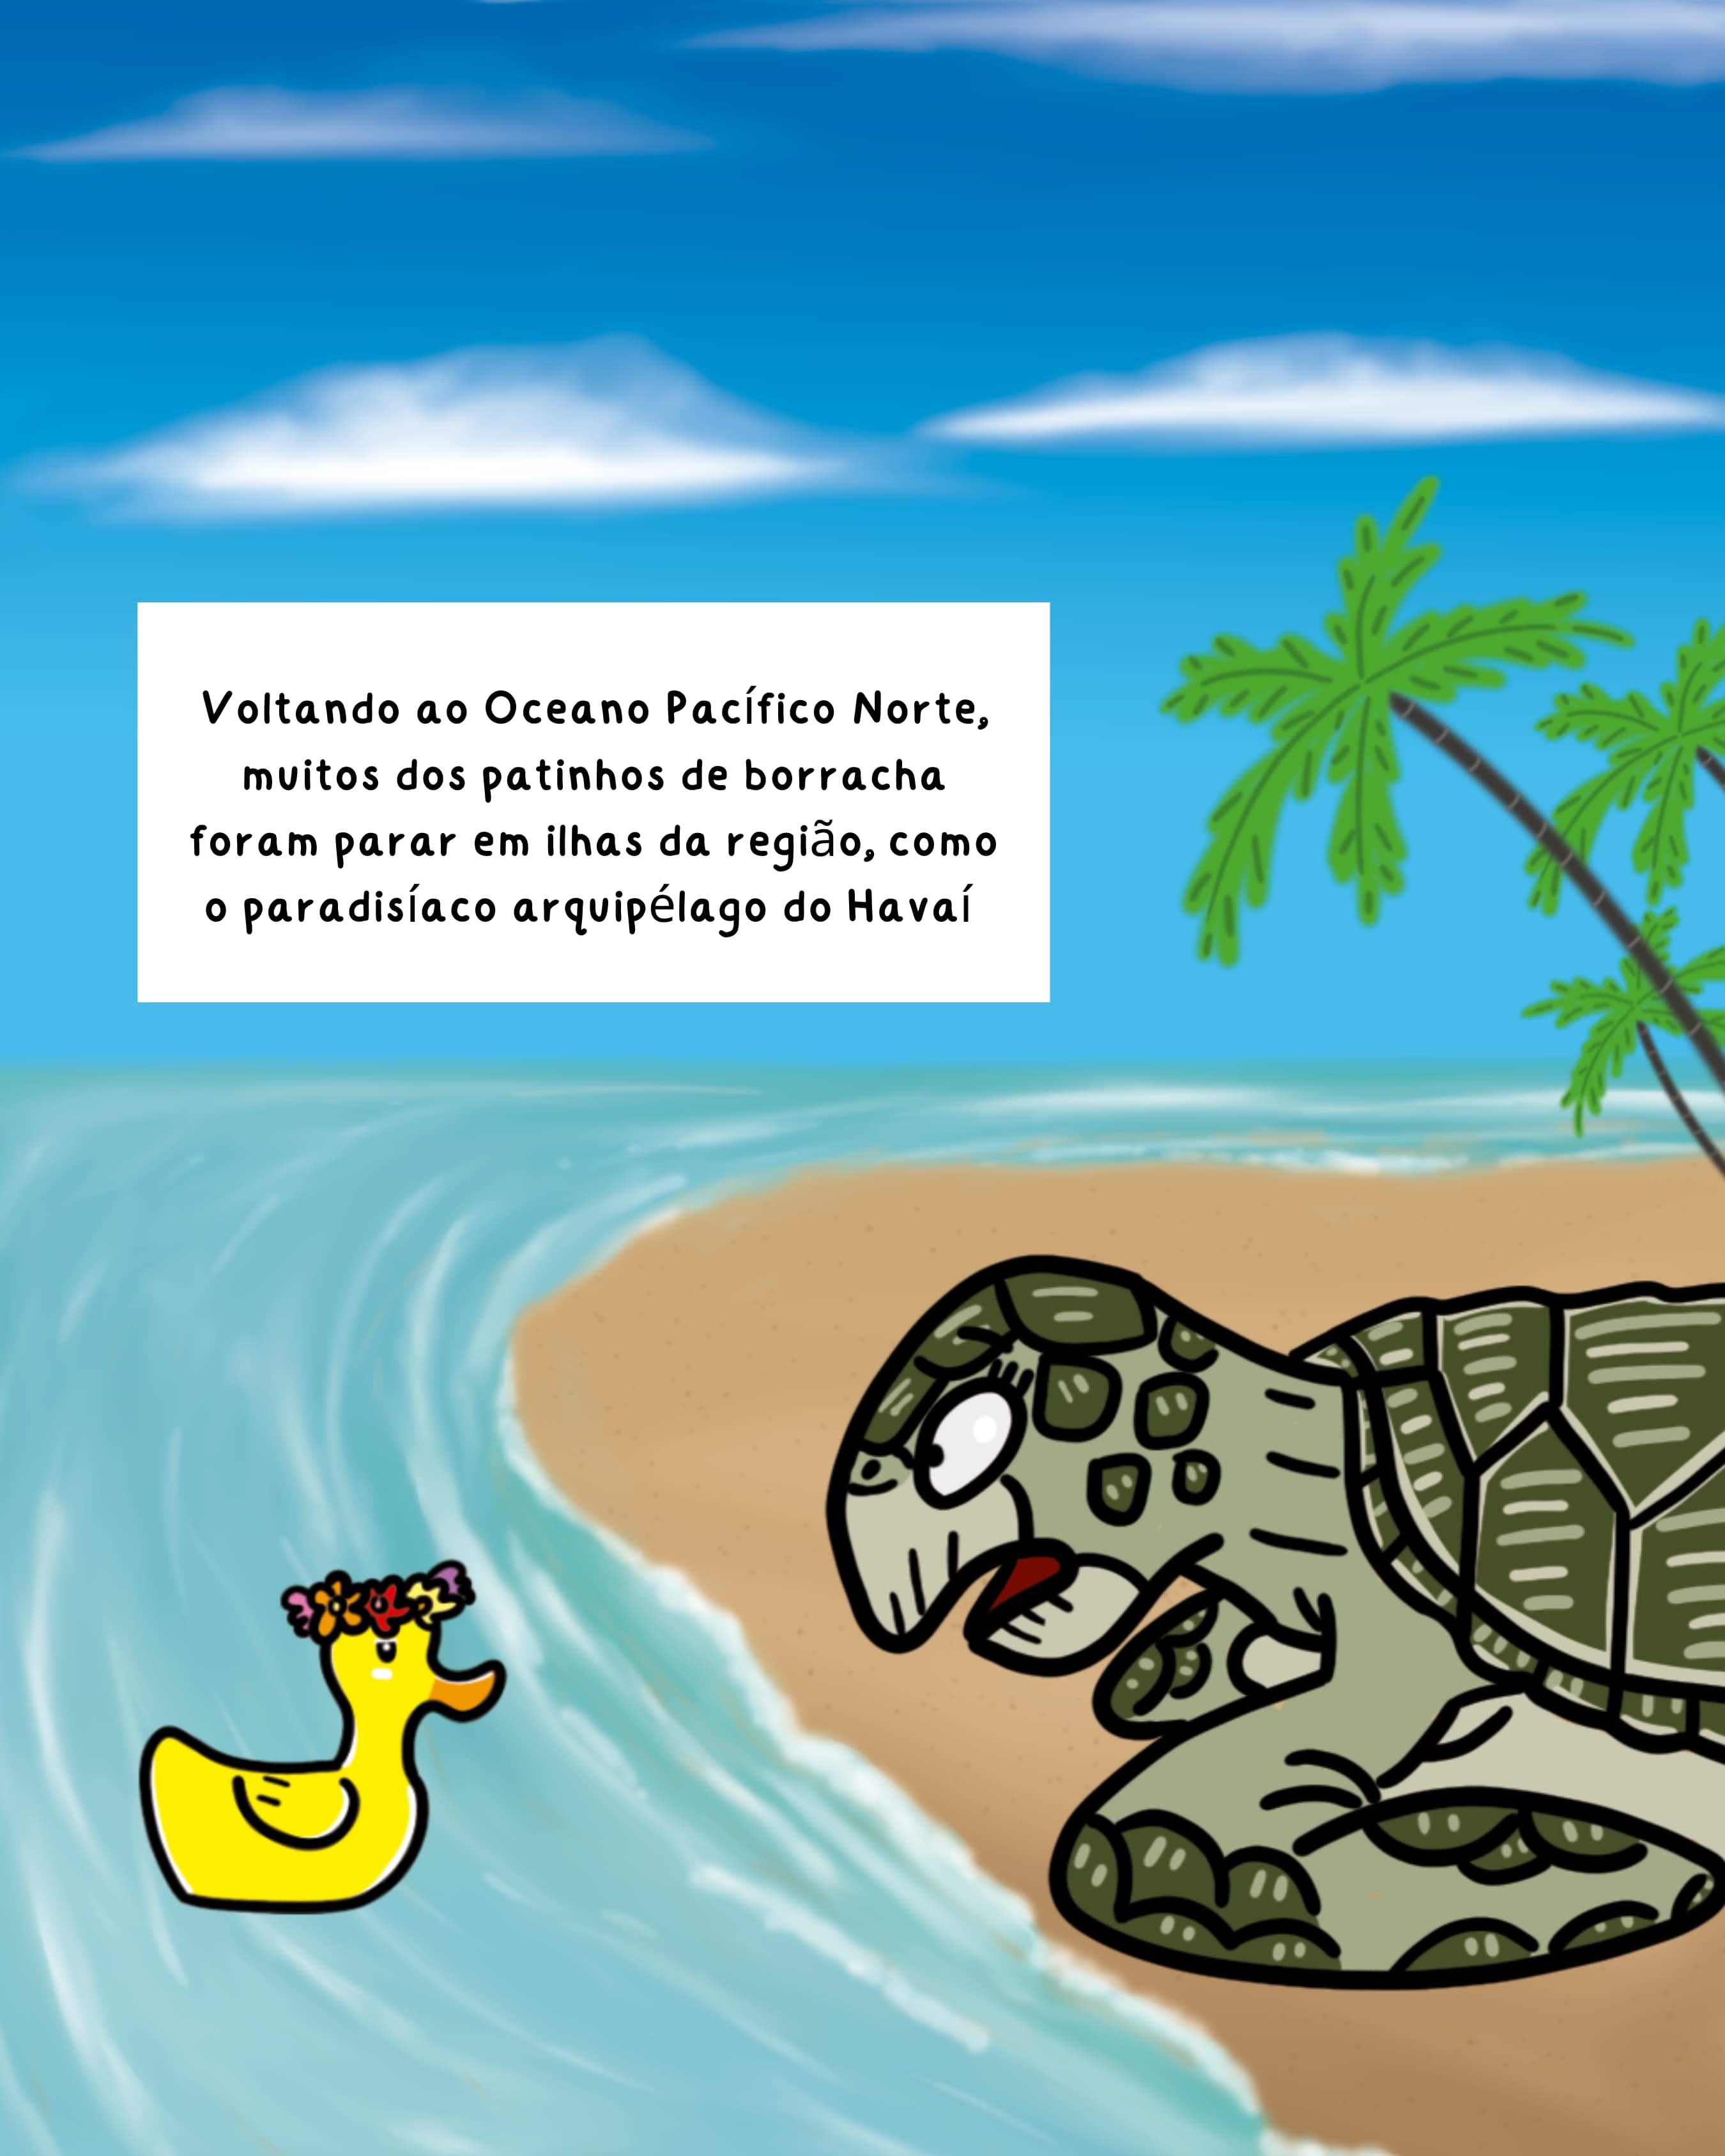 Voltando ao Oceano Pacífico Norte,
muitos dos patinhos de borracha
foram parar em ilhas da região, como
o paradisíaco arquipélago do Havaí